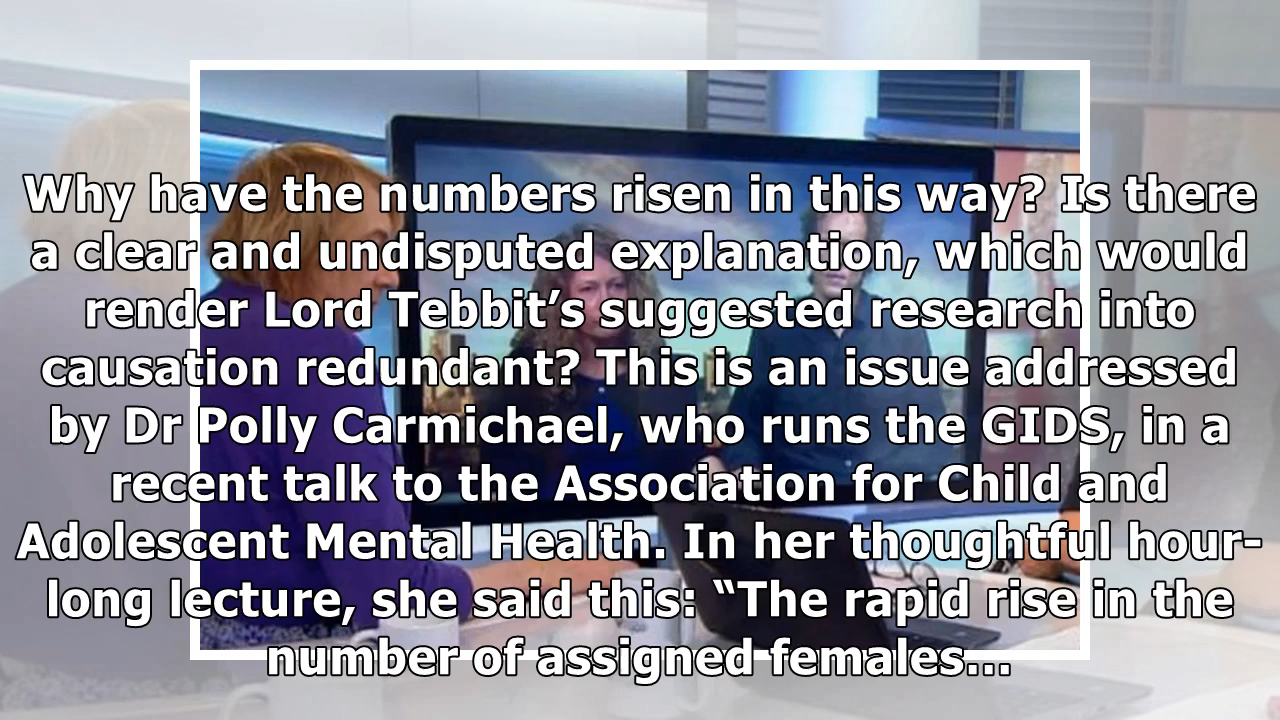 Why have the numbers risen in this way? Is there
a clear and undisputed explanation, which would
render Lord Tebbit’s suggested research into
causation redundant? This is an issue addressed
by Dr Polly Carmichael, who runs the GIDS, in a
recent talk to the Association for Child and
Adolescent Mental Health. In her thoughtful hour-
long lecture, she said this: “The rapid rise in the
number of assigned females...